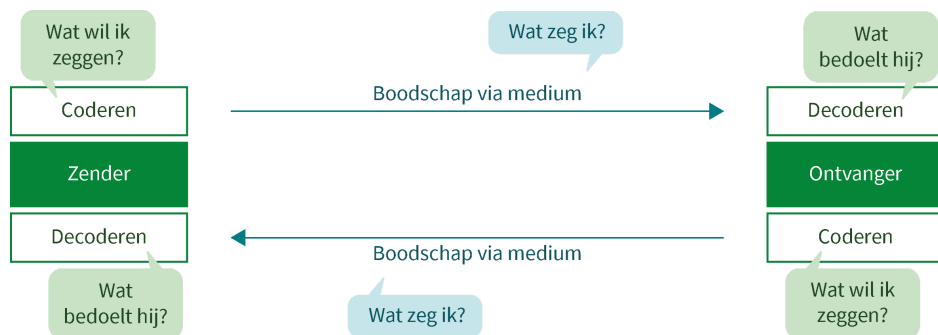 Wat wil ik
zeggen?
Wat zeg ik?
Wat
bedoelt hij?
Coderen
Boodschap via medium
Decoderen
Zender
Ontvanger
Decoderen
Boodschap via medium
Coderen
Wat
bedoelt hij?
Wat zeg ik?
Wat wil ik
zeggen?